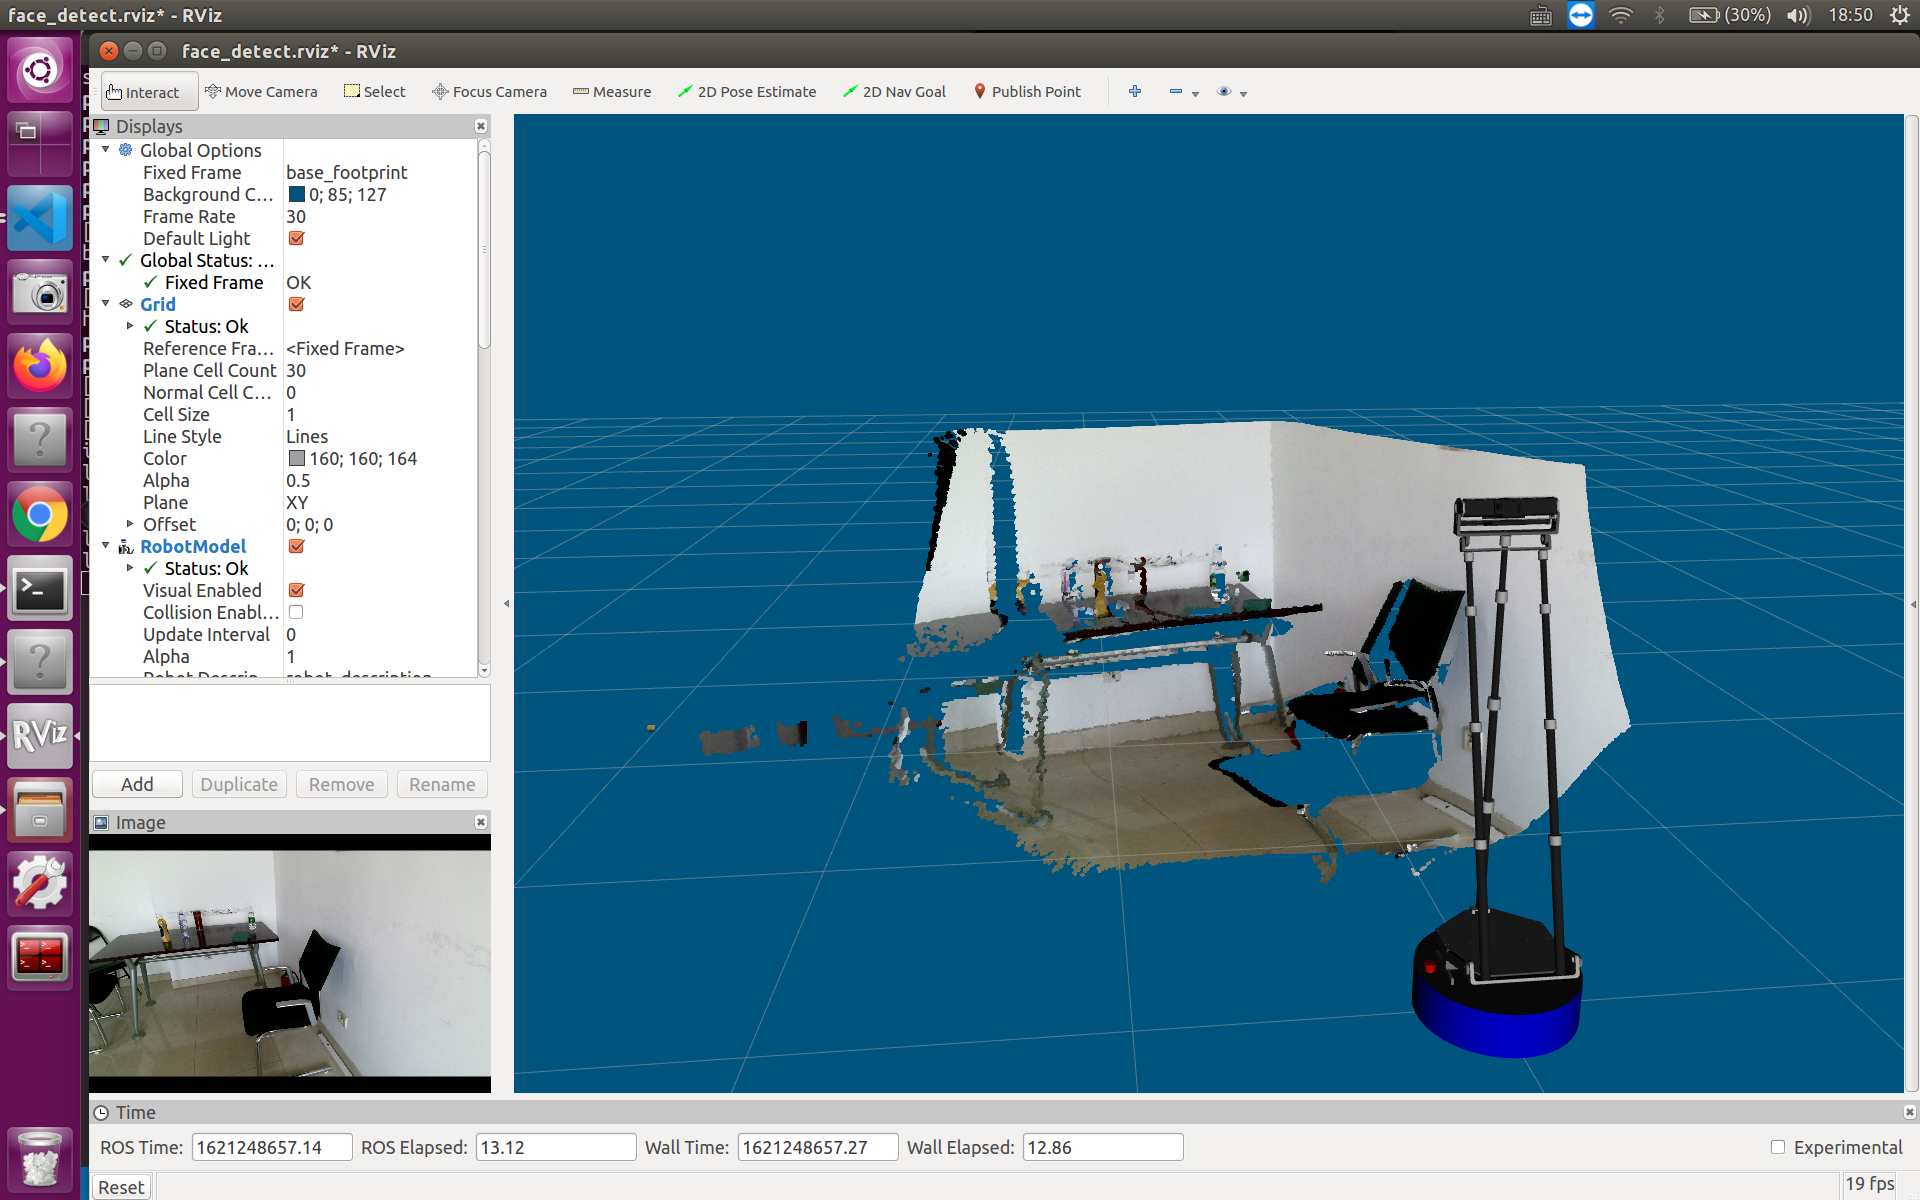 face_detect.rviz* - RViz
(30%)
18:50
face_detect.rviz* - RViz
Interact
Move Camera
Select
Focus Camera
Measure
2D Pose Estimate
2D Nav Goal
Publish Point
Displays
Global Options
Fixed Frame base_footprint
Background C... 0; 85; 127
Frame Rate 30
Default Light
Global Status: ...
Fixed Frame OK
Grid
Status: Ok
Reference Fra... <Fixed Frame>
Plane Cell Count 30
Normal Cell C... 0
Cell Size 1
Line Style Lines
Color 160; 160; 164
Alpha 0.5
Plane XY
Offset 0; 0; 0
RobotModel
Status: Ok
Visual Enabled
Collision Enabl...
Update Interval 0
Alpha 1
Robot Descrip... robot_description
RViz
Add
Duplicate
Remove
Rename
Image
Time
ROS Time: 1621248657.14 ROS Elapsed: 13.12 Wall Time: 1621248657.27 Wall Elapsed: 12.86 Experimental
Reset
19 fps